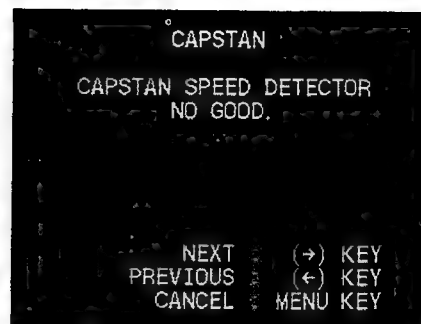 CAPSTAN
CAPSTAN SPEED DETECTOR
NO GOOD.
NEXT (→) KEY
PREVIOUS (←) KEY
CANCEL MENU KEY